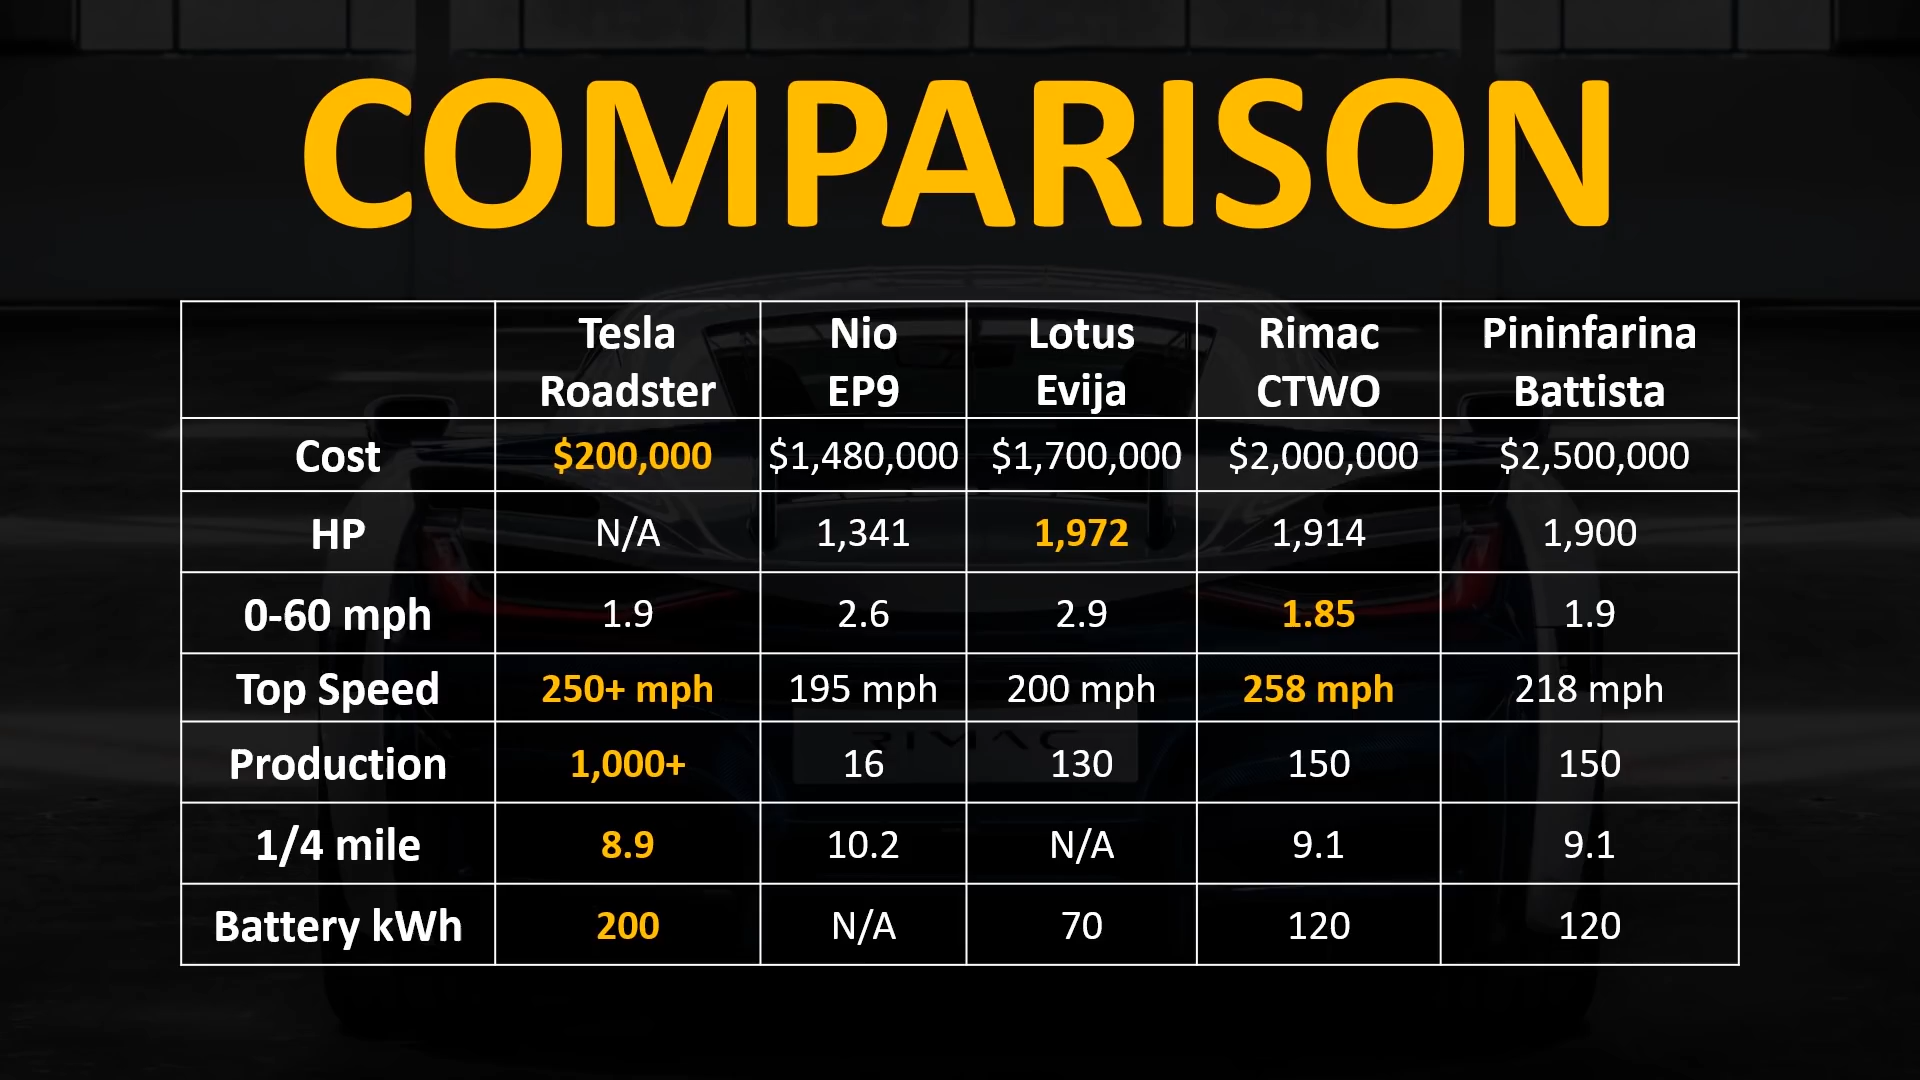 COMPARISON
Tesla Roadster Nio EP9 Lotus Evija Rimac CTWO Pininfarina Battista
Cost $200,000 $1,480,000 $1,700,000 $2,000,000 $2,500,000
HP N/A 1,341 1,972 1,914 1,900
0-60 mph 1.9 2.6 2.9 1.85 1.9
Top Speed 250+ mph 195 mph 200 mph 258 mph 218 mph
RIMAC
Production 1,000+ 16 130 150 150
1/4 mile 8.9 10.2 N/A 9.1 9.1
Battery kWh 200 N/A 70 120 120